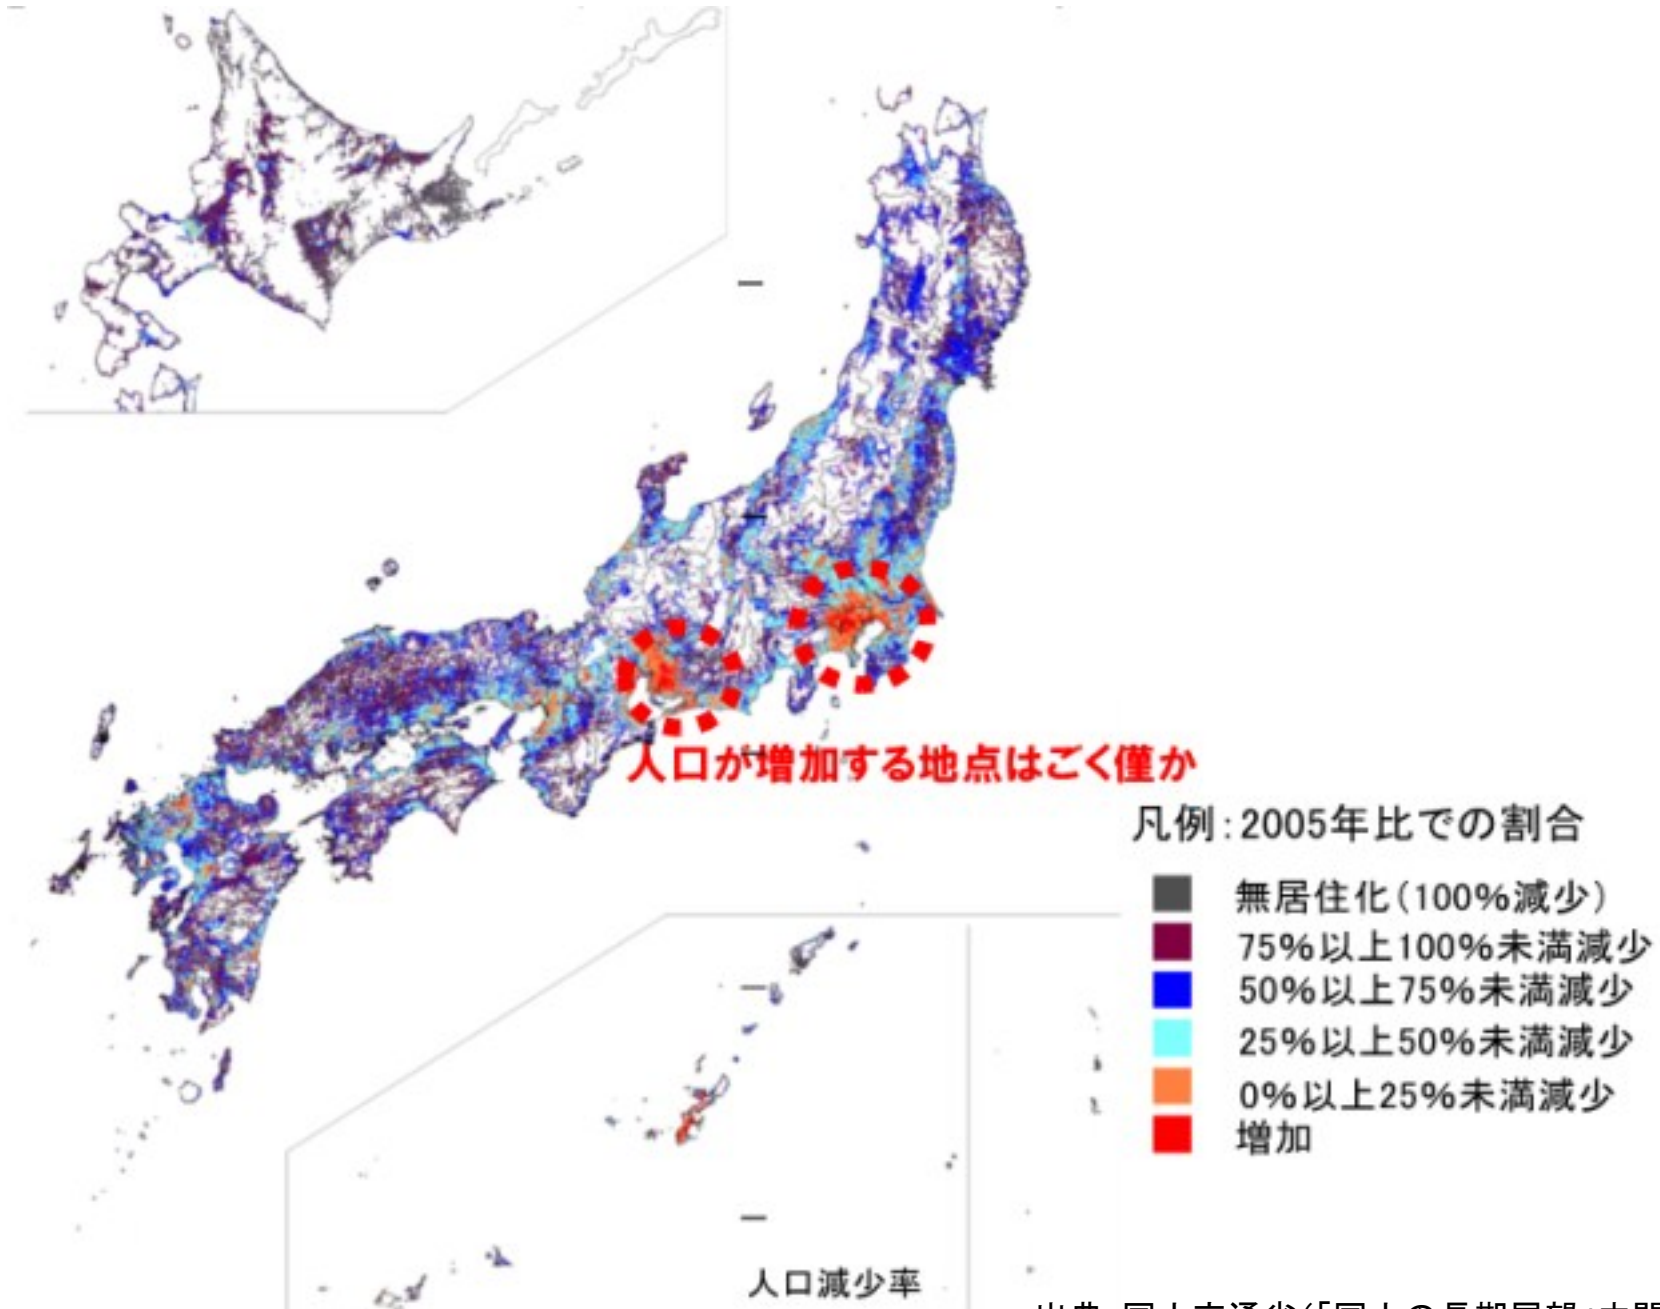 人口が増加する地点はごく僅か
凡例:2005年比での割合
無居住化(100%減少)
75%以上100%未満減少
50%以上75%未満減少
25%以上50%未満減少
0%以上25%未満減少
増加
人口減少率